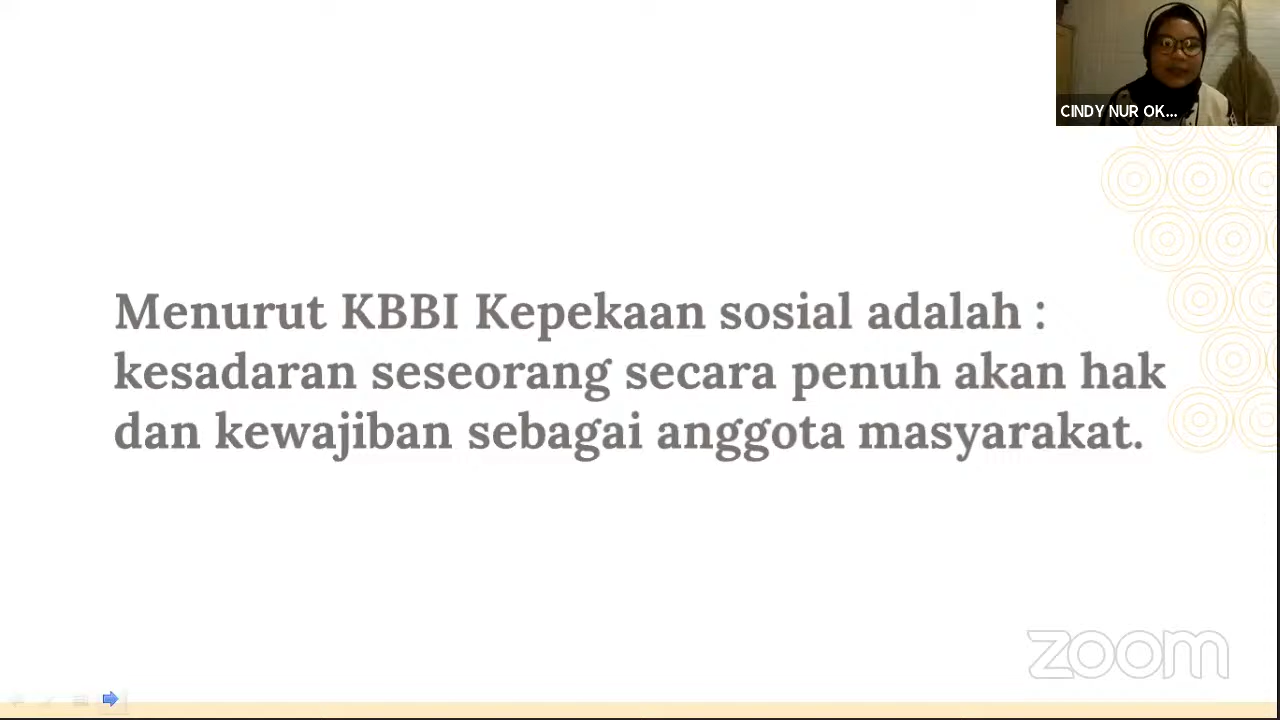 CINDY NUR OK...
Menurut KBBI Kepekaan sosial adalah :
kesadaran seseorang secara penuh akan hak
dan kewajiban sebagai anggota masyarakat.
zoom